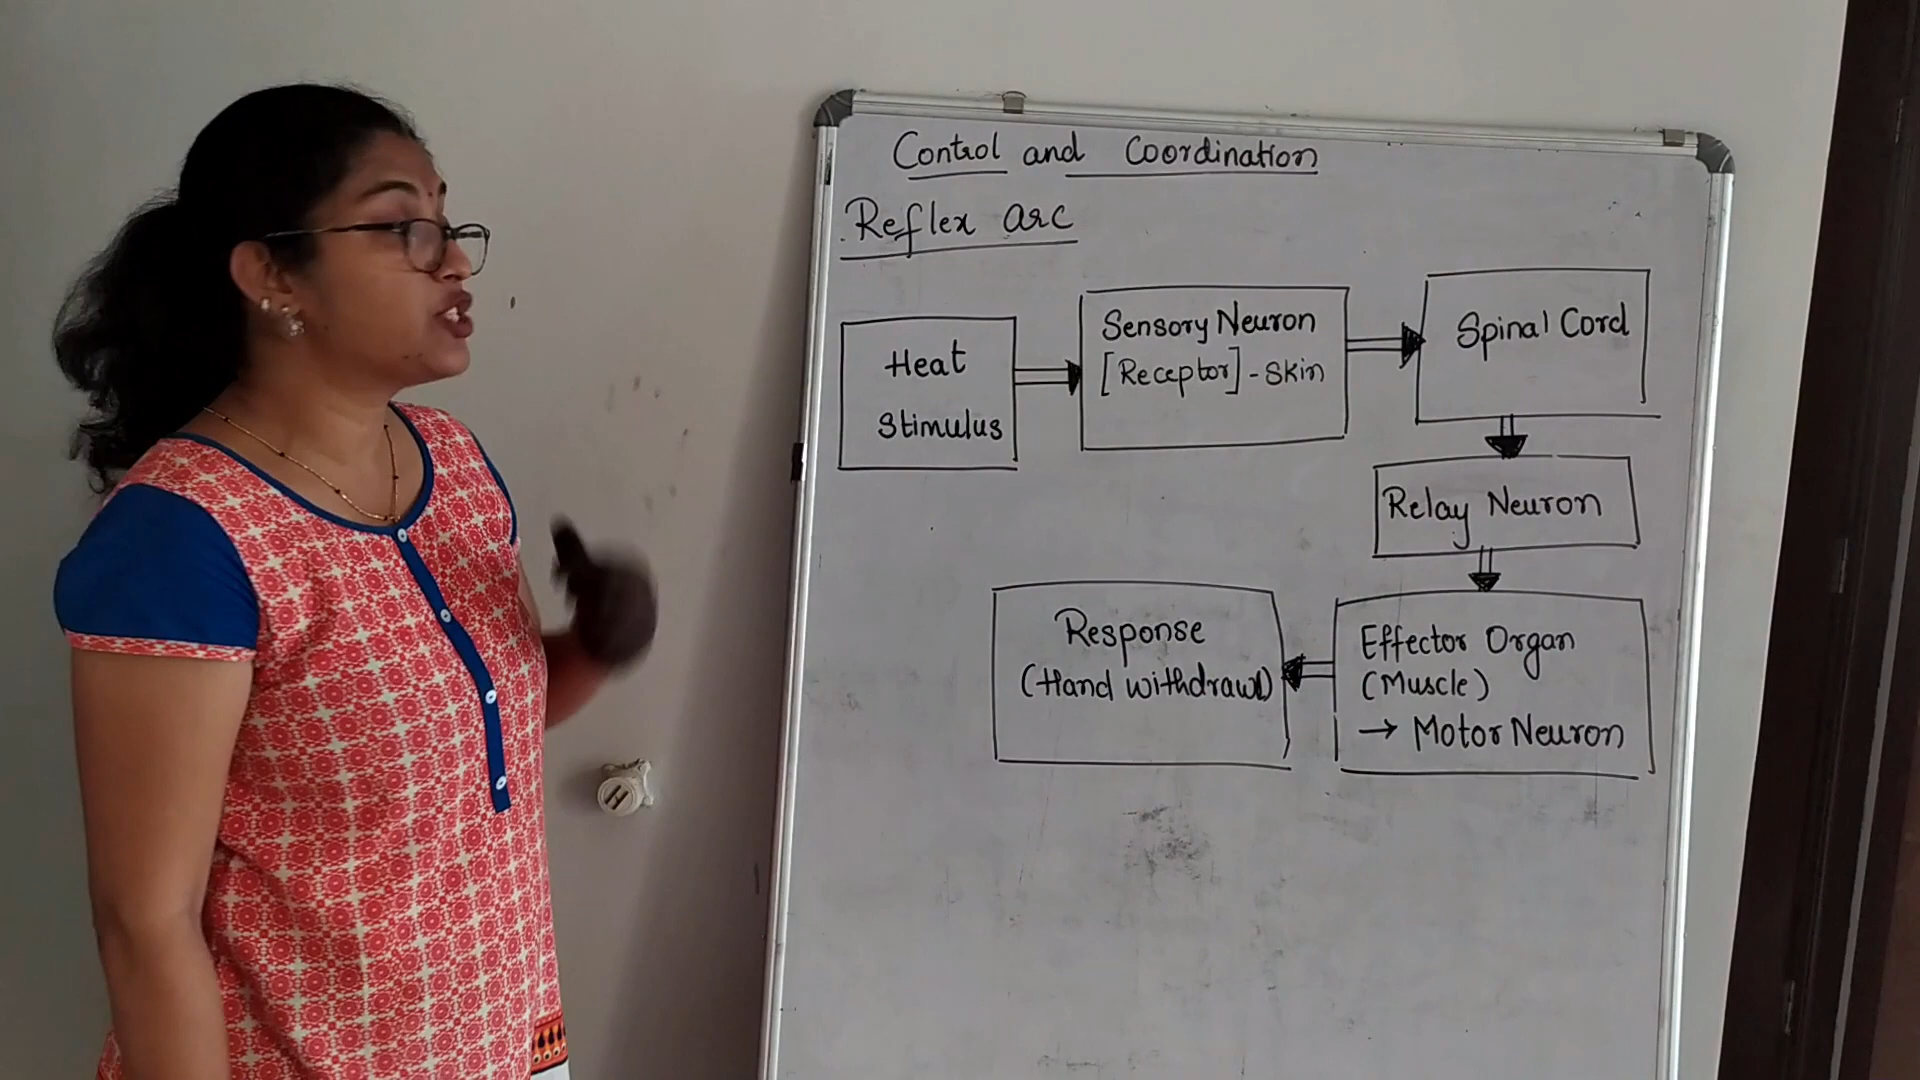 Control and Coordination
Reflex arc
Heat
Stimulus
Sensory Neuron
[Receptor] - Skin
Spinal Cord
Relay Neuron
Effector Organ
(Muscle)
→ Motor Neuron
Response
(Hand withdrawl)